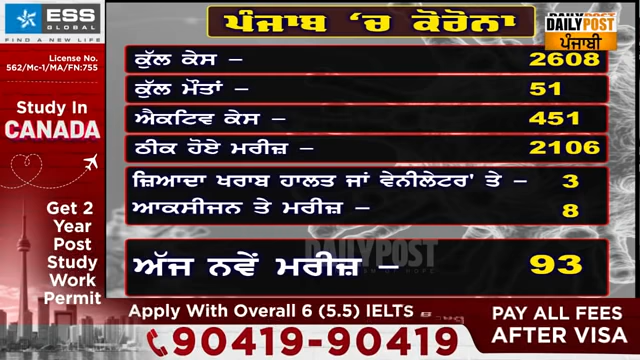 ESS
GLOBAL
FIND A NEW LIFE
License No.
562/Mc-1/MA/FN:755
Study In
CANADA
Get 2
Year
Post
Study
Work
Permit
ਪੰਜਾਬ 'ਚ ਕੋਰੋਨਾ
DAILYPOST
ਪੰਜਾਬੀ
ਕੁੱਲ ਕੇਸ – 2608
ਕੁੱਲ ਮੌਤਾਂ – 51
ਐਕਟਿਵ ਕੇਸ – 451
ਠੀਕ ਹੋਏ ਮਰੀਜ਼ – 2106
ਜ਼ਿਆਦਾ ਖਰਾਬ ਹਾਲਤ ਜਾਂ ਵੇਨੀਲੇਟਰ' ਤੇ – 3
ਆਕਸੀਜਨ ਤੇ ਮਰੀਜ਼ – 8
DAILYPOST
ਅੱਜ ਨਵੇਂ ਮਰੀਜ਼ – 93
Apply With Overall 6 (5.5) IELTS
90419-90419
PAY ALL FEES
AFTER VISA